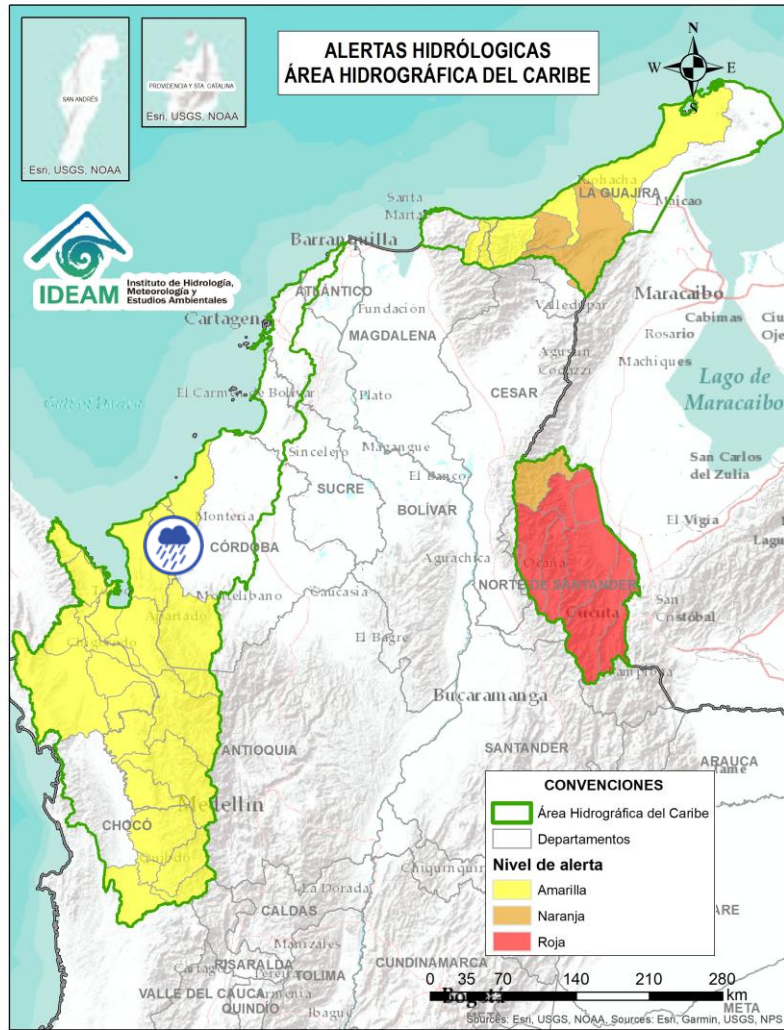 ALERTAS HIDRÓLOGICAS
ÁREA HIDROGRÁFICA DEL CARIBE
N
W
E
S
SAN ANDRÉS
Esri, USGS, NOAA
PROVIDENCIA Y STA. CATALINA
Esri, USGS, NOAA
IDEAM
Instituto de Hidrología,
Meteorología y
Estudios Ambientales
Riohacha
LA GUAJIRA
Maicao
Santa
Marta
Barranquilla
ATLÁNTICO
Fundación
Valledupar
Maracaibo
Cabimas
Rosario
Cartagen
MAGDALENA
Agustín
Codazzi
Machiques
Lago de
Maracaibo
CESAR
El Carmen de Bolívar
Plato
Sincelejo
Magangue
San Carlos
del Zulia
SUCRE
El Banco
BOLÍVAR
Montería
El Vigía
CÓRDOBA
Aguachica
Ocaña
NORTE DE SANTANDER
Montelíbano
Caucasia
Apartado
Cúcuta
San
Cristóbal
El Bagre
Bucaramanga
ANTIOQUIA
SANTANDER
ARAUCA
Medellín
CHOCÓ
Quibdó
La Dorada
CALDAS
Manizales
RISARALDA
TOLIMA
CUNDINAMARCA
VALLE DEL CAUCA
Armenia
QUINDÍO
Ibagué
Bogotá
META
META
CONVENCIONES
Área Hidrográfica del Caribe
Departamentos
Nivel de alerta
Amarilla
Naranja
Roja
0 35 70 140 210 280
KM
Sources: Esri, USGS, NOAA, Sources: Esri, Garmin, USGS, NPS